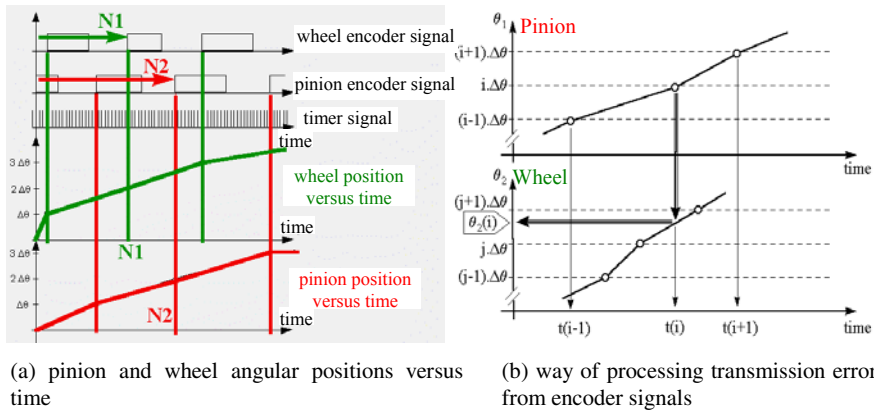 N1
wheel encoder signal
N2
pinion encoder signal
timer signal
time
3 Δθ
2 Δθ
Δθ
wheel position
versus time
N1
time
3 Δθ
2 Δθ
Δθ
pinion position
versus time
N2
time
(a) pinion and wheel angular positions versus
time
θ1
Pinion
(i+1).Δθ
i.Δθ
(i-1).Δθ
time
θ2
Wheel
(j+1).Δθ
θ2(i)
j.Δθ
(j-1).Δθ
t(i-1)
t(i)
t(i+1)
time
(b) way of processing transmission error
from encoder signals